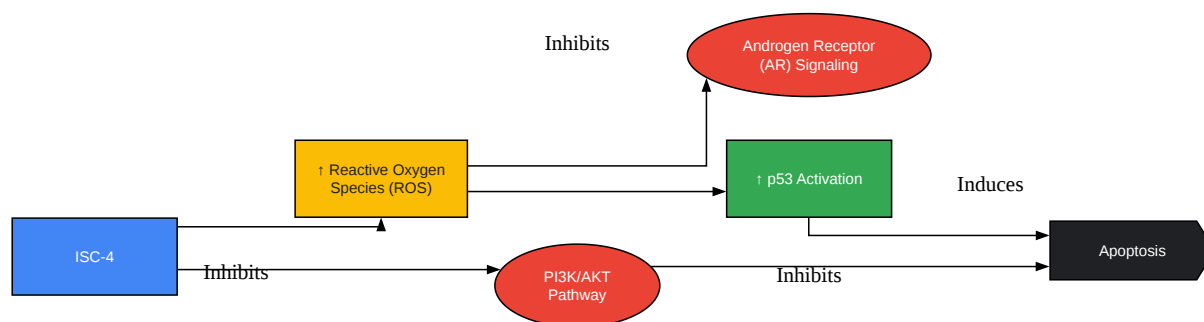 Inhibits
Androgen Receptor
(AR) Signaling
↑ Reactive Oxygen
Species (ROS)
↑ p53 Activation
Induces
ISC-4
Inhibits
PI3K/AKT
Pathway
Inhibits
Apoptosis